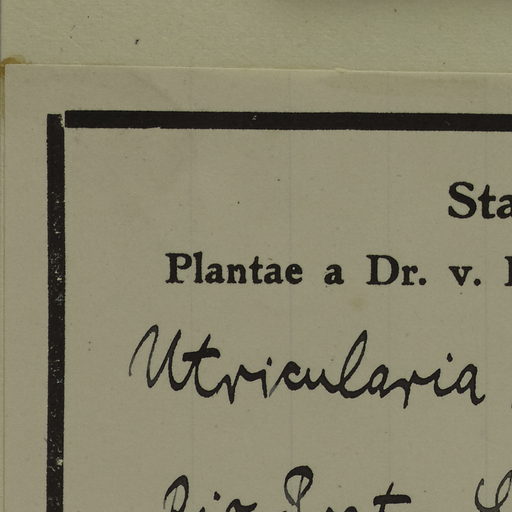 Sta
Plantae a Dr. v.
Utricularia